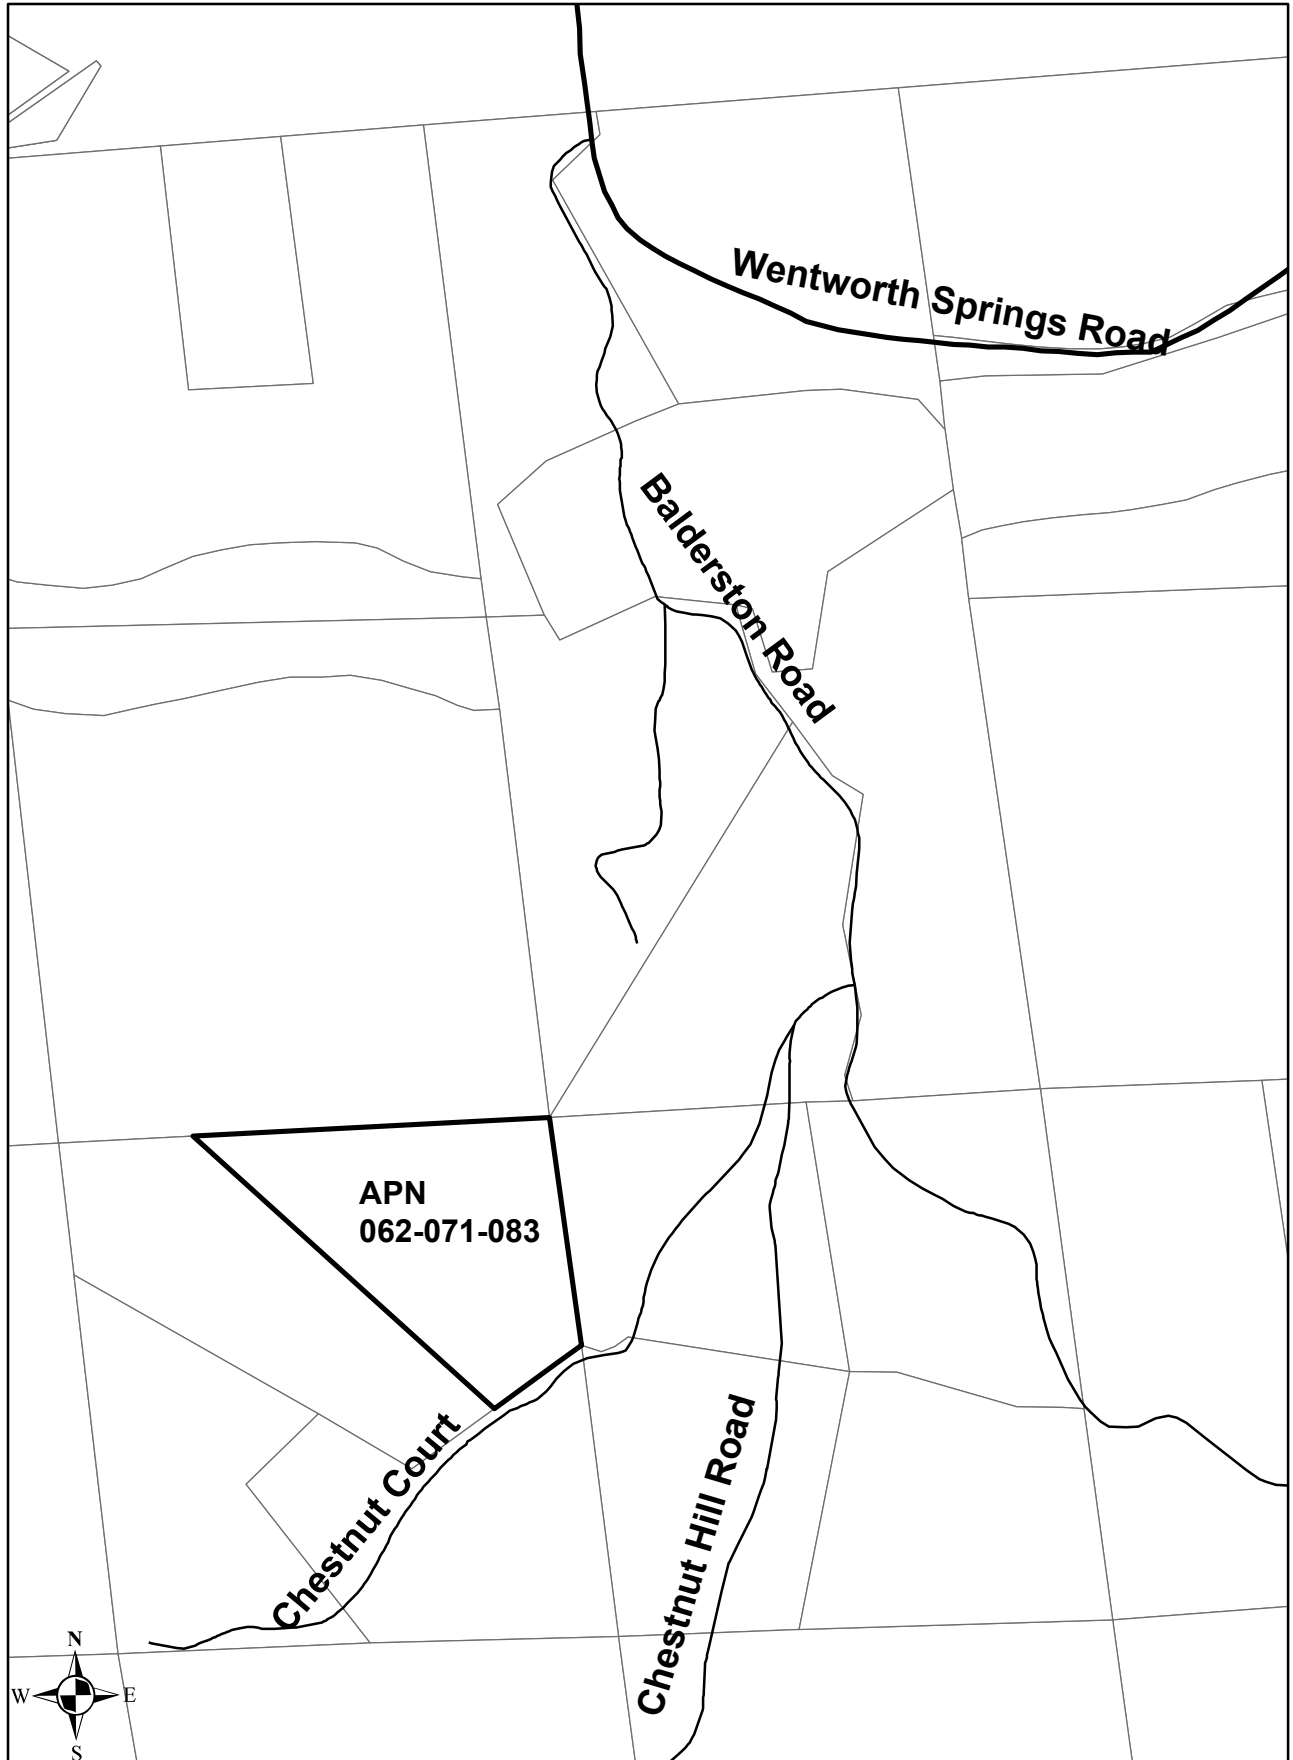 Wentworth Springs Road
Balderston Road
APN
062-071-083
Chestnut Court
Chestnut Hill Road
N
W E
S